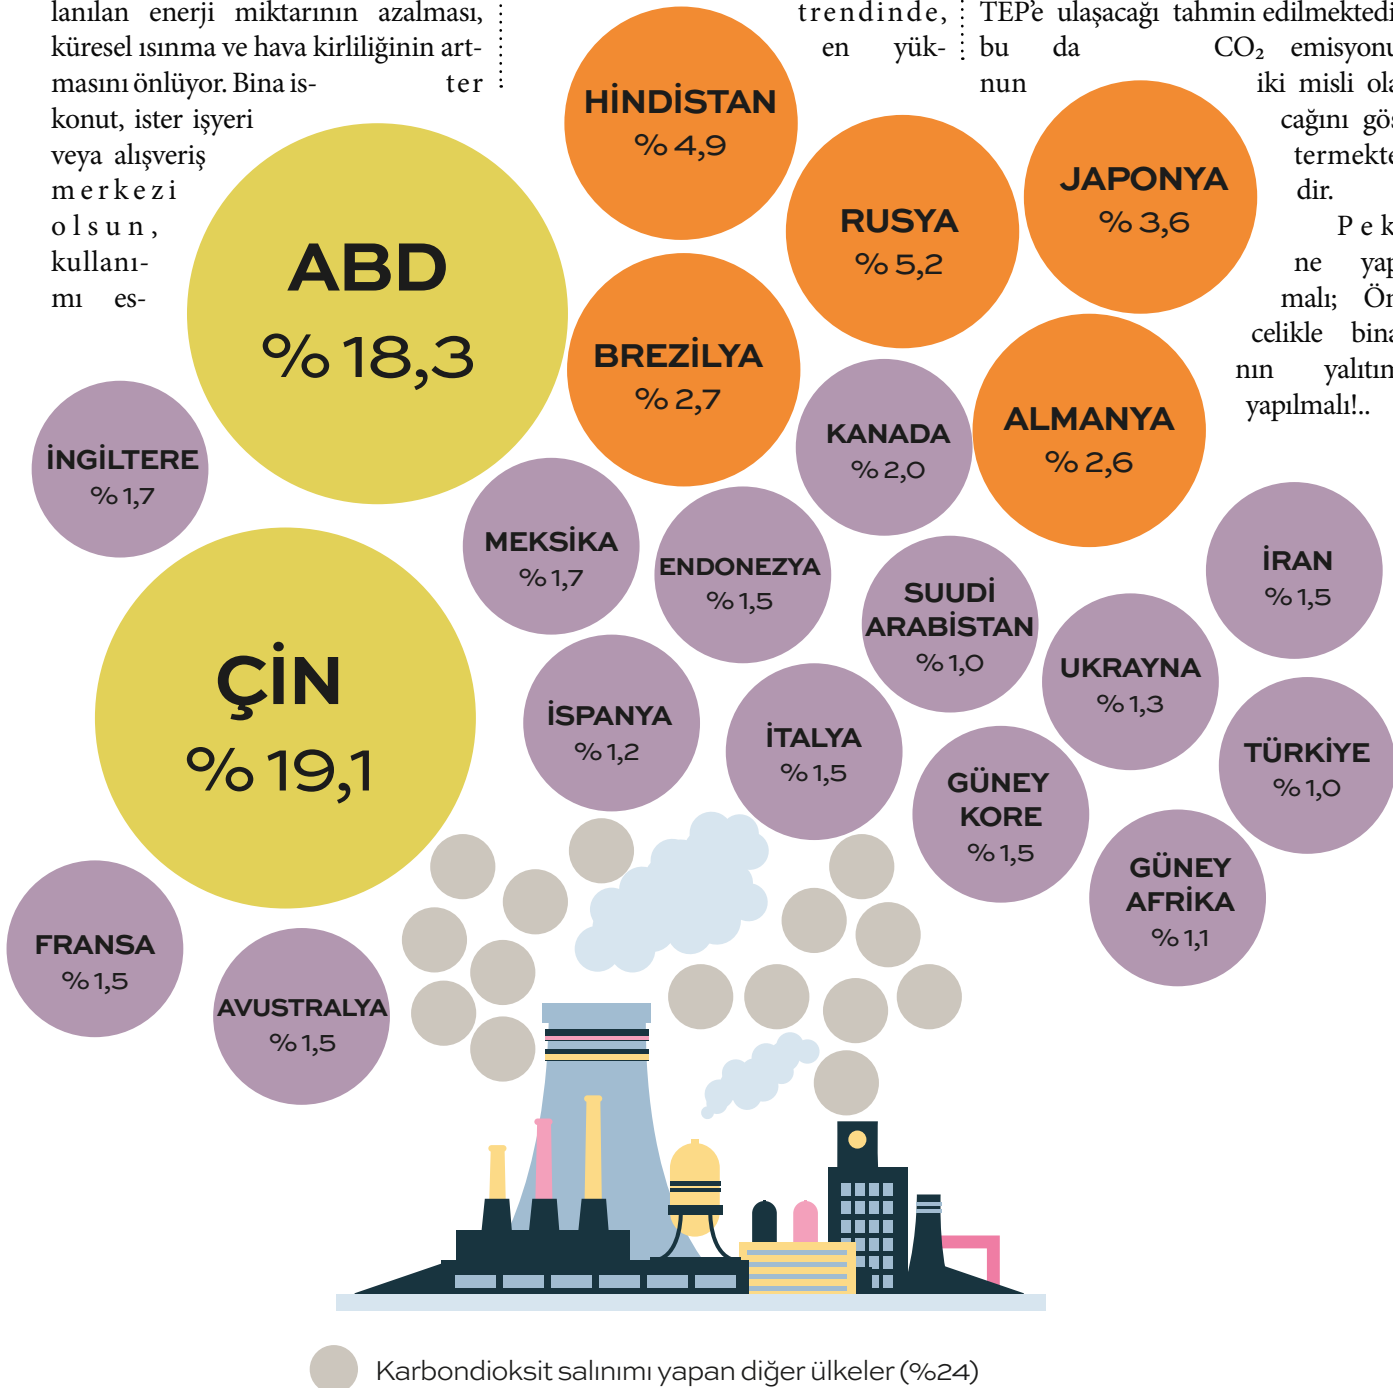 lanılan enerji miktarının azalması,
küresel ısınma ve hava kirliliğinin art-
masını önlüyor. Bina is- ter
konut, ister işyeri
veya alışveriş
merkezi
olsun,
kullanı-
mı es-
trendinde,
en yük-
TEP'e ulaşacağı tahmin edilmektedi
bu da CO₂ emisyonu
nun iki misli ola
cağını gös
termekte
dir.
Pek
ne yap
malı; Ön
celikle bina
nın yalıtım
yapılmalı!..
HİNDİSTAN
% 4,9
JAPONYA
% 3,6
RUSYA
% 5,2
ABD
% 18,3
BREZİLYA
% 2,7
ALMANYA
% 2,6
KANADA
% 2,0
İNGİLTERE
% 1,7
MEKSİKA
% 1,7
ENDONEZYA
% 1,5
İRAN
% 1,5
SUUDİ
ARABİSTAN
% 1,0
UKRAYNA
% 1,3
ÇİN
% 19,1
İSPANYA
% 1,2
İTALYA
% 1,5
TÜRKİYE
% 1,0
GÜNEY
KORE
% 1,5
GÜNEY
AFRİKA
% 1,1
FRANSA
% 1,5
AVUSTRALYA
% 1,5
Karbondioksit salınımı yapan diğer ülkeler (%24)